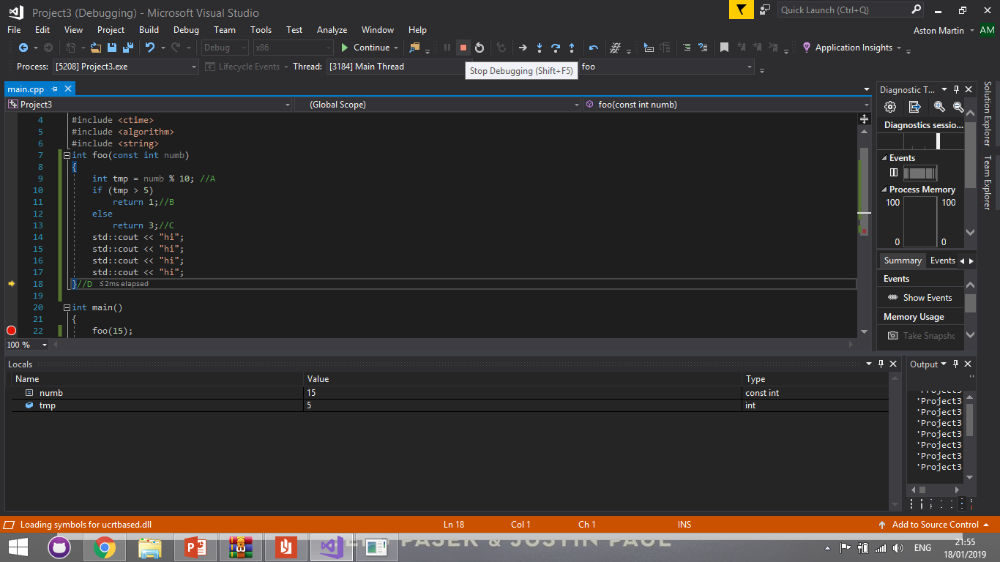 Project3 (Debugging) - Microsoft Visual Studio
Quick Launch (Ctrl+Q)
File Edit View Project Build Debug Team Tools Test Analyze Window Help
Aston Martin AM
Debug x86 Continue Application Insights
Process: [5208] Project3.exe Lifecycle Events Thread: [3184] Main Thread foo
Stop Debugging (Shift+F5)
main.cpp
Project3 (Global Scope) foo(const int numb)
4 #include <ctime>
5 #include <algorithm>
6 #include <string>
7 int foo(const int numb)
8 {
9 int tmp = numb % 10; //A
10 if (tmp > 5)
11 return 1;//B
12 else
13 return 3;//C
14 std::cout << "hi";
15 std::cout << "hi";
16 std::cout << "hi";
17 std::cout << "hi";
18 }//D ≤2ms elapsed
19
20 int main()
21 {
22 foo(15);
100 %
Diagnostic T...
Diagnostics sessio...
Events
Process Memory
100 100
0 0
Summary Events
Events
Show Events
Memory Usage
Take Snapshc
Solution Explorer
Team Explorer
Locals
Name Value Type
numb 15 const int
tmp 5 int
Output
'Project3
'Project3
'Project3
'Project3
'Project3
'Project3
'Project3
'Project3
Loading symbols for ucrtbased.dll Ln 18 Col 1 Ch 1 INS Add to Source Control
PASEK & JUSTIN PAUL
ENG
21:55
18/01/2019